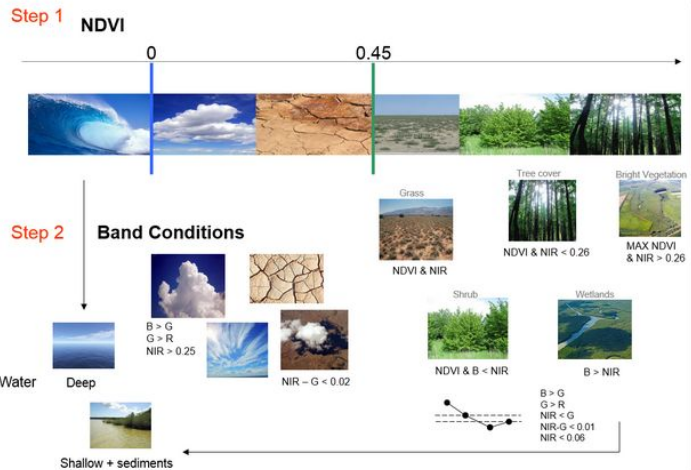 Step 1
NDVI
0
0.45
Grass
NDVI & NIR
Tree cover
NDVI & NIR < 0.26
Bright Vegetation
MAX NDVI
& NIR > 0.26
Step 2
Band Conditions
B > G
G > R
NIR > 0.25
NIR – G < 0.02
Shrub
NDVI & B < NIR
Wetlands
B > NIR
Water
Deep
B > G
G > R
NIR < G
NIR-G < 0.01
NIR < 0.06
Shallow + sediments